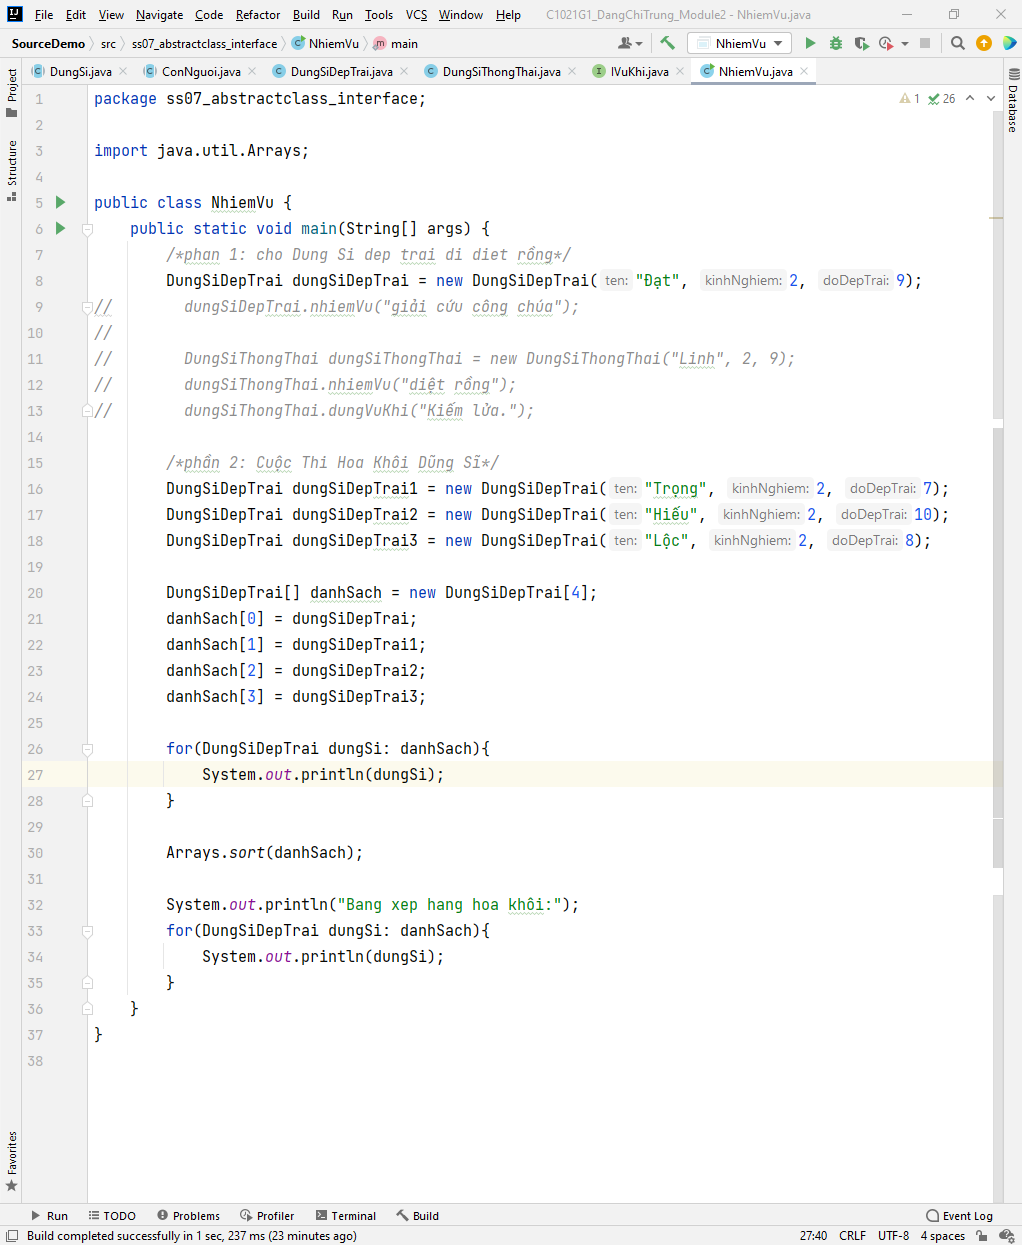 File Edit View Navigate Code Refactor Build Run Tools VCS Window Help C1021G1_DangChiTrung_Module2 - NhiemVu.java
SourceDemo src ss07_abstractclass_interface NhiemVu main NhiemVu
DungSi.java ConNguoi.java DungSiDepTrai.java DungSiThongThai.java IVuKhi.java NhiemVu.java
Project
Structure
Favorites
Database
1 26
1 package ss07_abstractclass_interface;
2
3 import java.util.Arrays;
4
5 public class NhiemVu {
6 public static void main(String[] args) {
7 /*phan 1: cho Dung Si dep trai di diet rồng*/
8 DungSiDepTrai dungSiDepTrai = new DungSiDepTrai( ten: "Đạt", kinhNghiem: 2, doDepTrai: 9);
9 // dungSiDepTrai.nhiemVu("giải cứu công chúa");
10 //
11 // DungSiThongThai dungSiThongThai = new DungSiThongThai("Linh", 2, 9);
12 // dungSiThongThai.nhiemVu("diệt rồng");
13 // dungSiThongThai.dungVuKhi("Kiếm lửa.");
14
15 /*phần 2: Cuộc Thi Hoa Khôi Dũng Sĩ*/
16 DungSiDepTrai dungSiDepTrai1 = new DungSiDepTrai( ten: "Trọng", kinhNghiem: 2, doDepTrai: 7);
17 DungSiDepTrai dungSiDepTrai2 = new DungSiDepTrai( ten: "Hiếu", kinhNghiem: 2, doDepTrai: 10);
18 DungSiDepTrai dungSiDepTrai3 = new DungSiDepTrai( ten: "Lộc", kinhNghiem: 2, doDepTrai: 8);
19
20 DungSiDepTrai[] danhSach = new DungSiDepTrai[4];
21 danhSach[0] = dungSiDepTrai;
22 danhSach[1] = dungSiDepTrai1;
23 danhSach[2] = dungSiDepTrai2;
24 danhSach[3] = dungSiDepTrai3;
25
26 for(DungSiDepTrai dungSi: danhSach){
27 System.out.println(dungSi);
28 }
29
30 Arrays.sort(danhSach);
31
32 System.out.println("Bang xep hang hoa khôi:");
33 for(DungSiDepTrai dungSi: danhSach){
34 System.out.println(dungSi);
35 }
36 }
37 }
38
Run TODO Problems Profiler Terminal Build Event Log
Build completed successfully in 1 sec, 237 ms (23 minutes ago) 27:40 CRLF UTF-8 4 spaces